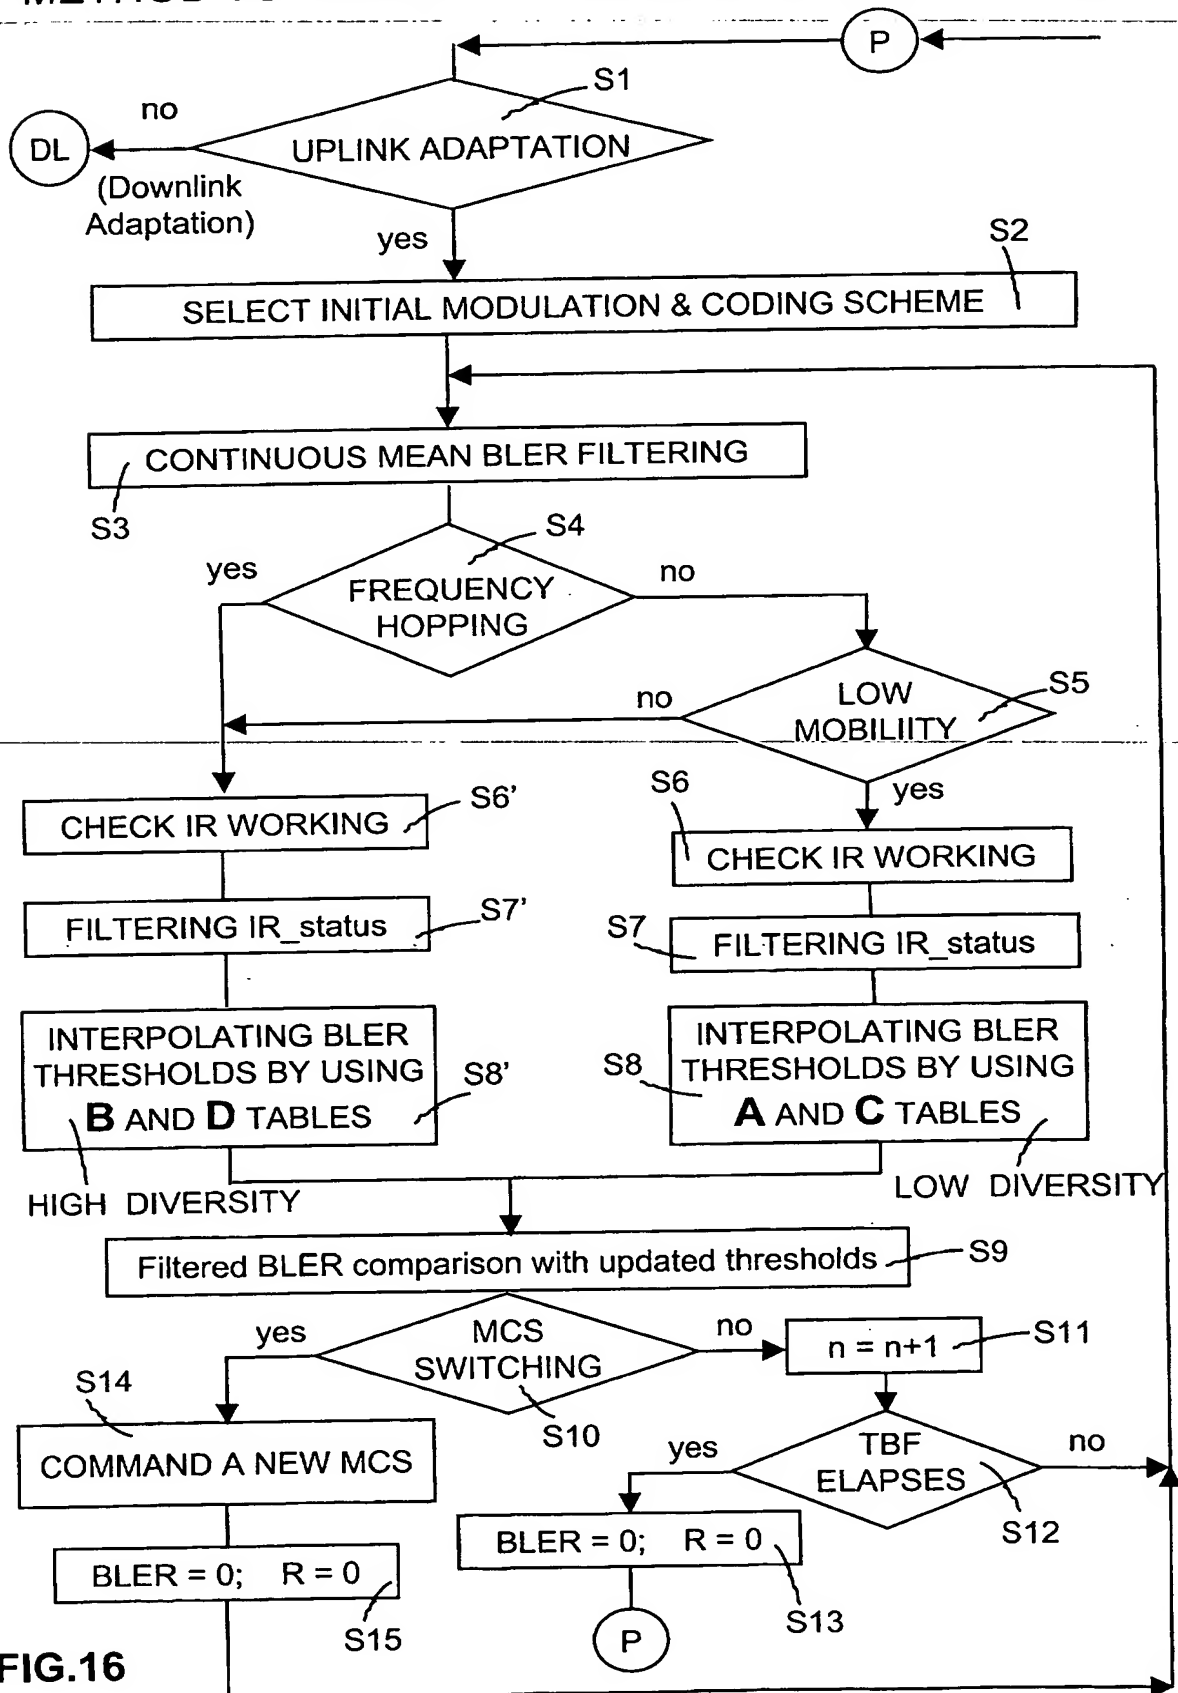 P
S1
no
DL
UPLINK ADAPTATION
(Downlink
Adaptation)
yes
S2
SELECT INITIAL MODULATION & CODING SCHEME
CONTINUOUS MEAN BLER FILTERING
S3
S4
yes
FREQUENCY
HOPPING
no
no
LOW
MOBILIITY
S5
S6'
CHECK IR WORKING
S6
yes
CHECK IR WORKING
FILTERING IR_status
S7'
S7
FILTERING IR_status
INTERPOLATING BLER
THRESHOLDS BY USING
B AND D TABLES
S8'
S8
INTERPOLATING BLER
THRESHOLDS BY USING
A AND C TABLES
HIGH DIVERSITY
LOW DIVERSITY
Filtered BLER comparison with updated thresholds
S9
yes
MCS
SWITCHING
no
n = n+1
S11
S14
S10
COMMAND A NEW MCS
yes
TBF
ELAPSES
no
S12
BLER = 0; R = 0
S15
BLER = 0; R = 0
S13
P
FIG.16